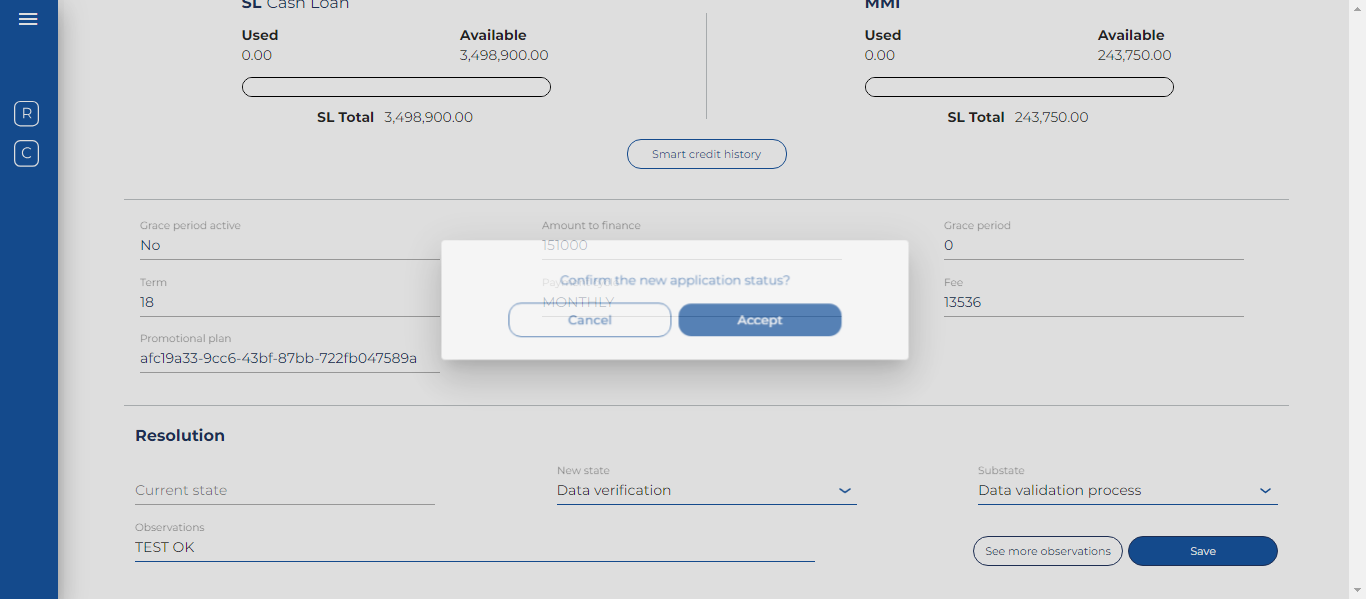 SL Cash Loan
MMI
Used
Available
Used
Available
0.00
3,498,900.00
0.00
243,750.00
R
C
SL Total 3,498,900.00
SL Total 243,750.00
Smart credit history
Grace period active
Amount to finance
Grace period
No
151000
0
Term
Confirm the new application status?
Fee
18
MONTHLY
13536
Cancel
Accept
Promotional plan
afc19a33-9cc6-43bf-87bb-722fb047589a
Resolution
New state
Substate
Current state
Data verification
Data validation process
Observations
TEST OK
See more observations
Save